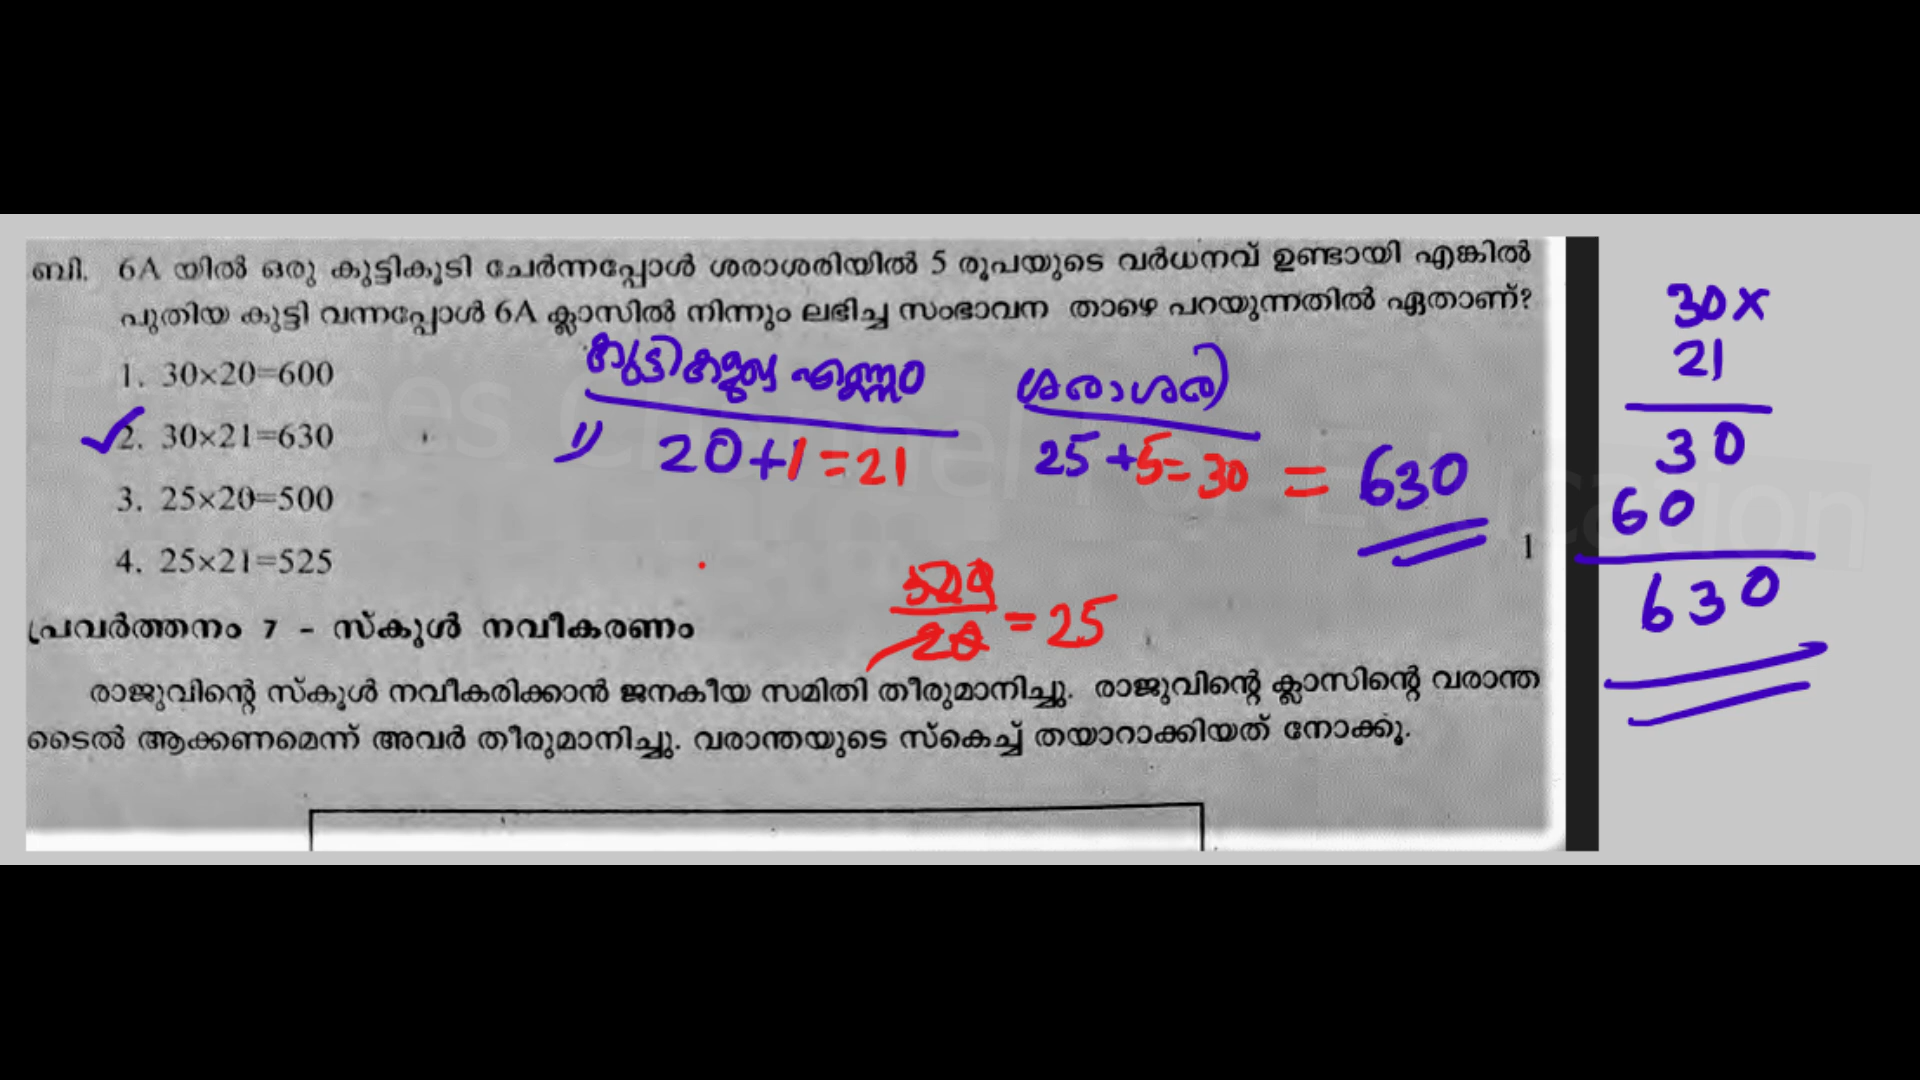 ബി. 6A യിൽ ഒരു കുട്ടികൂടി ചേർന്നപ്പോൾ ശരാശരിയിൽ 5 രൂപയുടെ വർധനവ് ഉണ്ടായി എങ്കിൽ
പുതിയ കുട്ടി വന്നപ്പോൾ 6A ക്ലാസിൽ നിന്നും ലഭിച്ച സംഭാവന താഴെ പറയുന്നതിൽ ഏതാണ്?
കുട്ടികളുടെ എണ്ണം ശരാശരി
1. 30×20=600
2. 30×21=630
20+1=21 25+5=30 = 630
3. 25×20=500
4. 25×21=525
1
500
20 = 25
30×
21
30
60
630
പ്രവർത്തനം 7 - സ്കൂൾ നവീകരണം
രാജുവിന്റെ സ്കൂൾ നവീകരിക്കാൻ ജനകീയ സമിതി തീരുമാനിച്ചു. രാജുവിന്റെ ക്ലാസിന്റെ വരാന്ത
ടൈൽ ആക്കണമെന്ന് അവർ തീരുമാനിച്ചു. വരാന്തയുടെ സ്കെച്ച് തയാറാക്കിയത് നോക്കൂ.